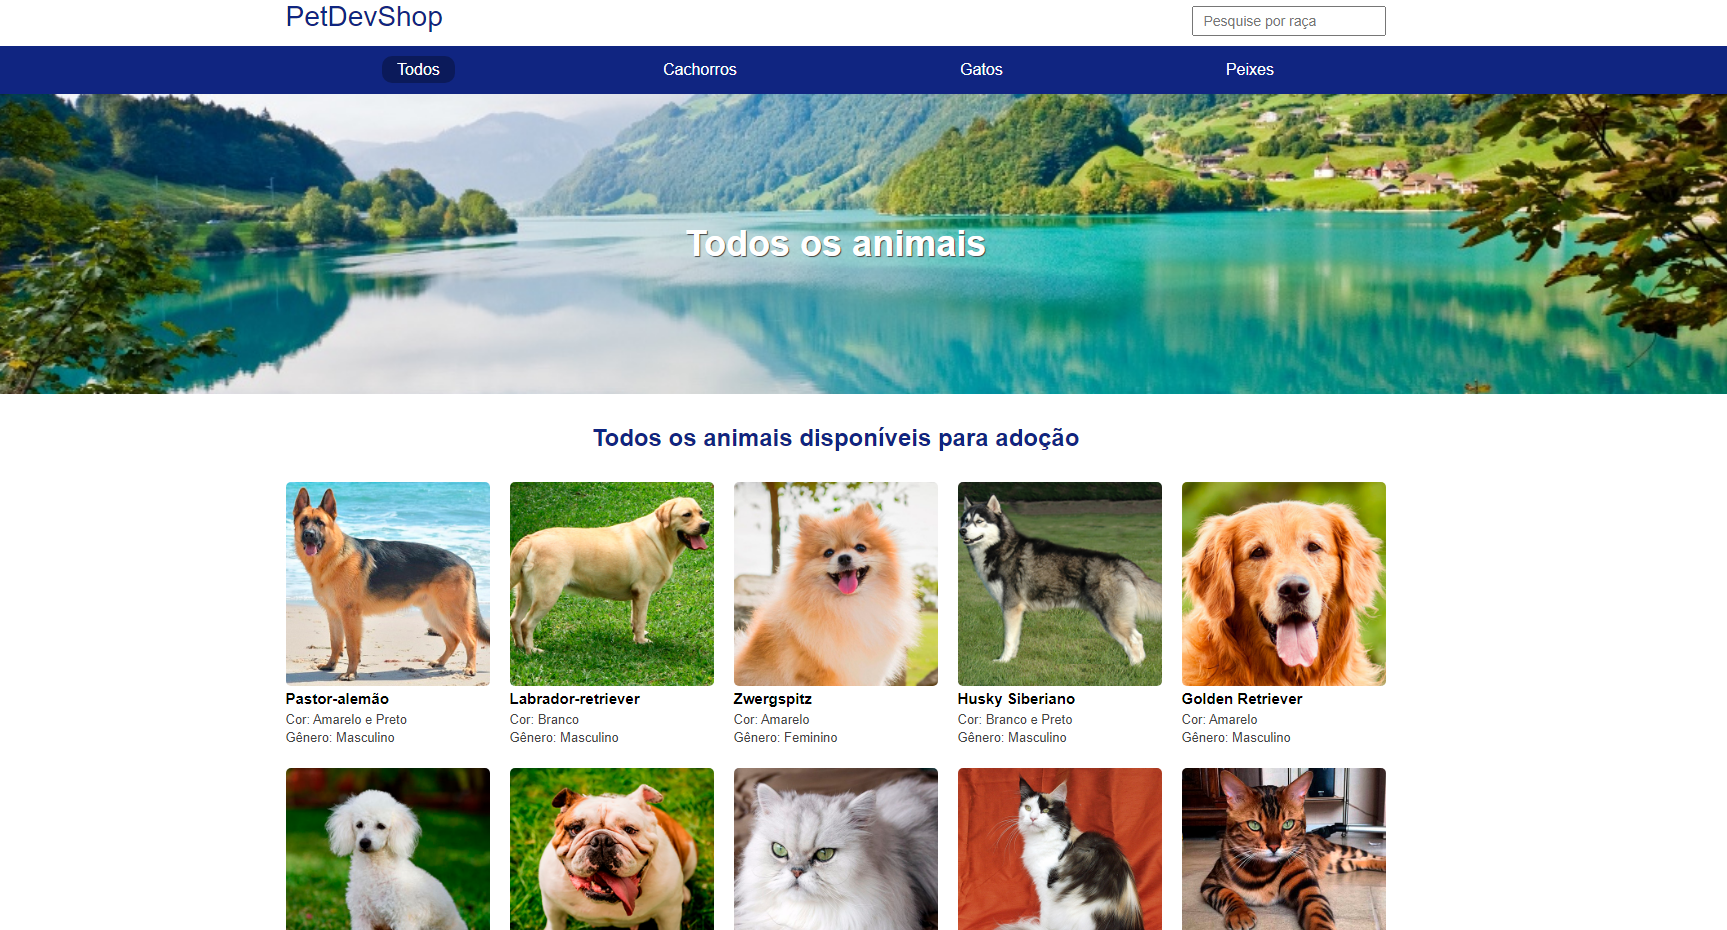 PetDevShop
Pesquise por raça
Todos
Cachorros
Gatos
Peixes
Todos os animais
Todos os animais disponíveis para adoção
Pastor-alemão
Cor: Amarelo e Preto
Gênero: Masculino
Labrador-retriever
Cor: Branco
Gênero: Masculino
Zwergspitz
Cor: Amarelo
Gênero: Feminino
Husky Siberiano
Cor: Branco e Preto
Gênero: Masculino
Golden Retriever
Cor: Amarelo
Gênero: Masculino